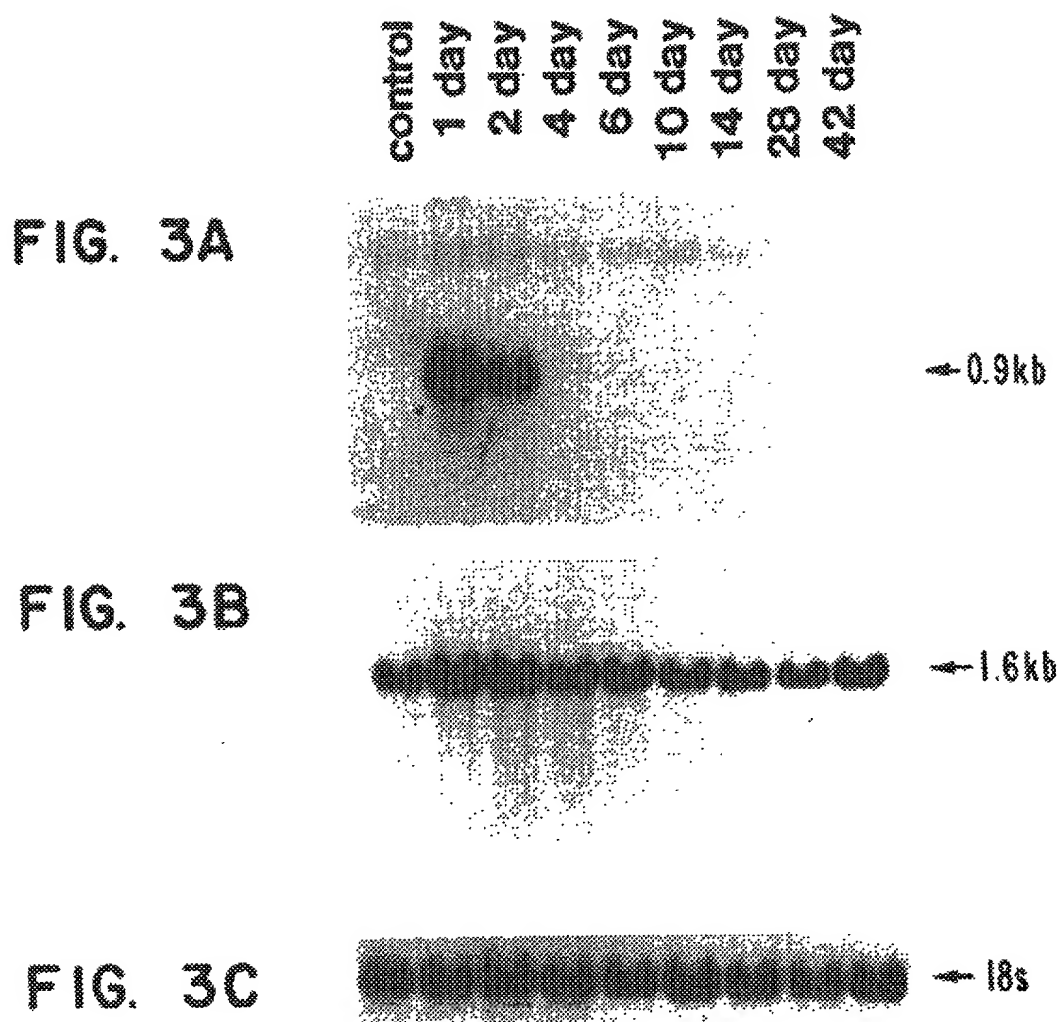 control
1 day
2 day
4 day
6 day
10 day
14 day
28 day
42 day
FIG. 3A
0.9kb
FIG. 3B
1.6kb
FIG. 3C
18s